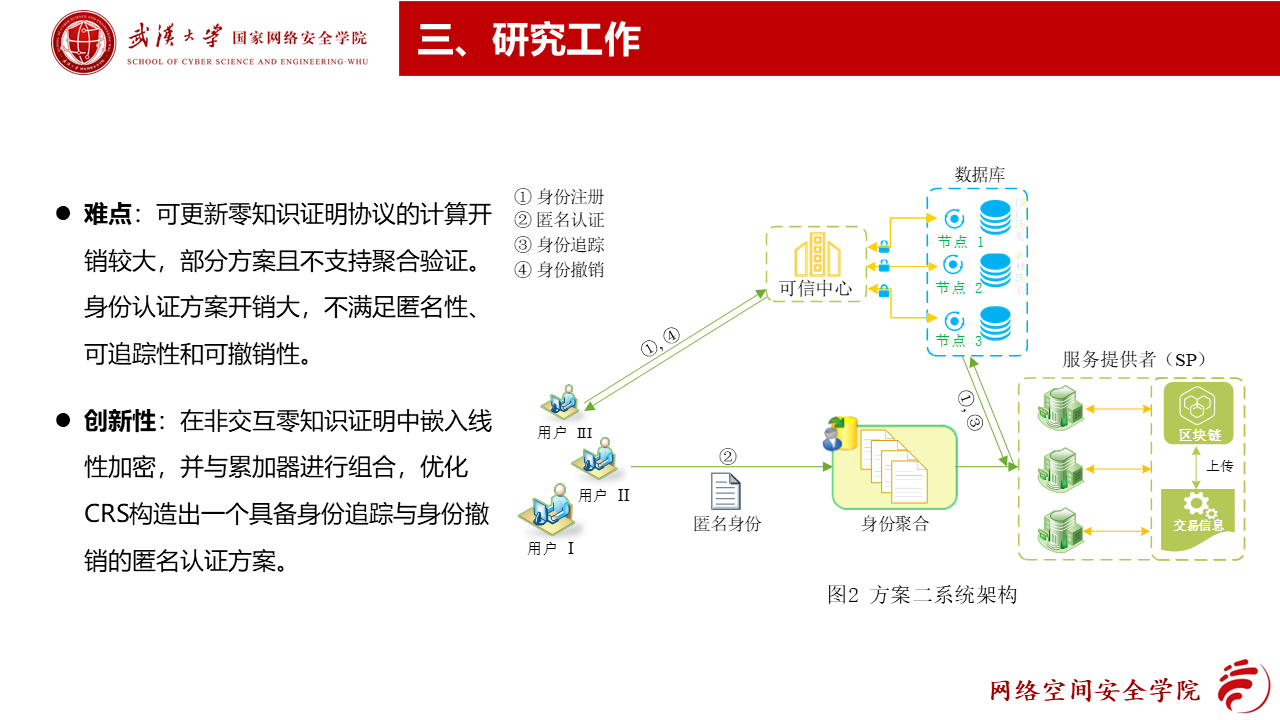 武汉大学 国家网络安全学院
SCHOOL OF CYBER SCIENCE AND ENGINEERING·WHU
三、研究工作
● 难点：可更新零知识证明协议的计算开
销较大，部分方案且不支持聚合验证。
身份认证方案开销大，不满足匿名性、
可追踪性和可撤销性。
● 创新性：在非交互零知识证明中嵌入线
性加密，并与累加器进行组合，优化
CRS构造出一个具备身份追踪与身份撤
销的匿名认证方案。
① 身份注册
② 匿名认证
③ 身份追踪
④ 身份撤销
数据库
节点 1
节点 2
节点 3
可信中心
①,④
服务提供者（SP）
①,③
用户 III
用户 II
用户 I
②
匿名身份
身份聚合
区块链
上传
交易信息
图2 方案二系统架构
网络空间安全学院